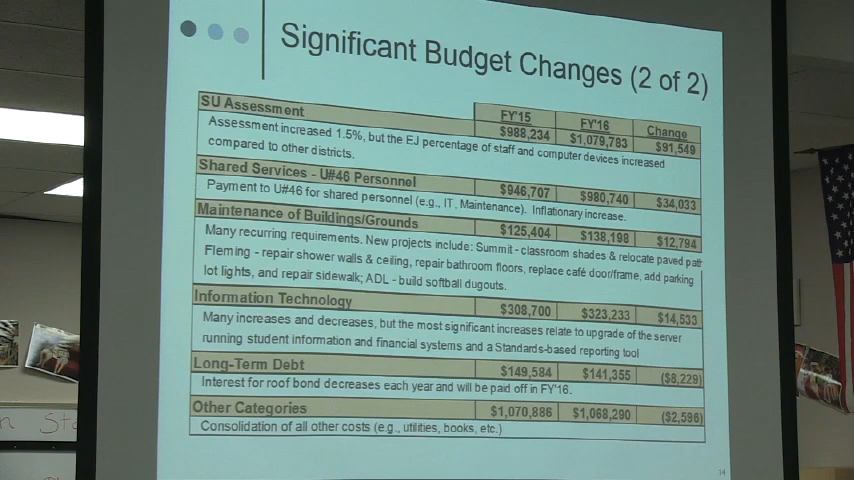 Significant Budget Changes (2 of 2)
SU Assessment FY'15 FY'16 Change
$988,234 $1,079,783 $91,549
Assessment increased 1.5%, but the EJ percentage of staff and computer devices increased
compared to other districts.
Shared Services - U#46 Personnel $946,707 $980,740 $34,033
Payment to U#46 for shared personnel (e.g., IT, Maintenance). Inflationary increase.
Maintenance of Buildings/Grounds $125,404 $138,198 $12,794
Many recurring requirements. New projects include: Summit - classroom shades & relocate paved path
Fleming - repair shower walls & ceiling, repair bathroom floors, replace café door/frame, add parking
lot lights, and repair sidewalk; ADL - build softball dugouts.
Information Technology $308,700 $323,233 $14,533
Many increases and decreases, but the most significant increases relate to upgrade of the server
running student information and financial systems and a Standards-based reporting tool
Long-Term Debt $149,584 $141,355 ($8,229)
Interest for roof bond decreases each year and will be paid off in FY'16.
Other Categories $1,070,886 $1,068,290 ($2,596)
Consolidation of all other costs (e.g., utilities, books, etc.)
14